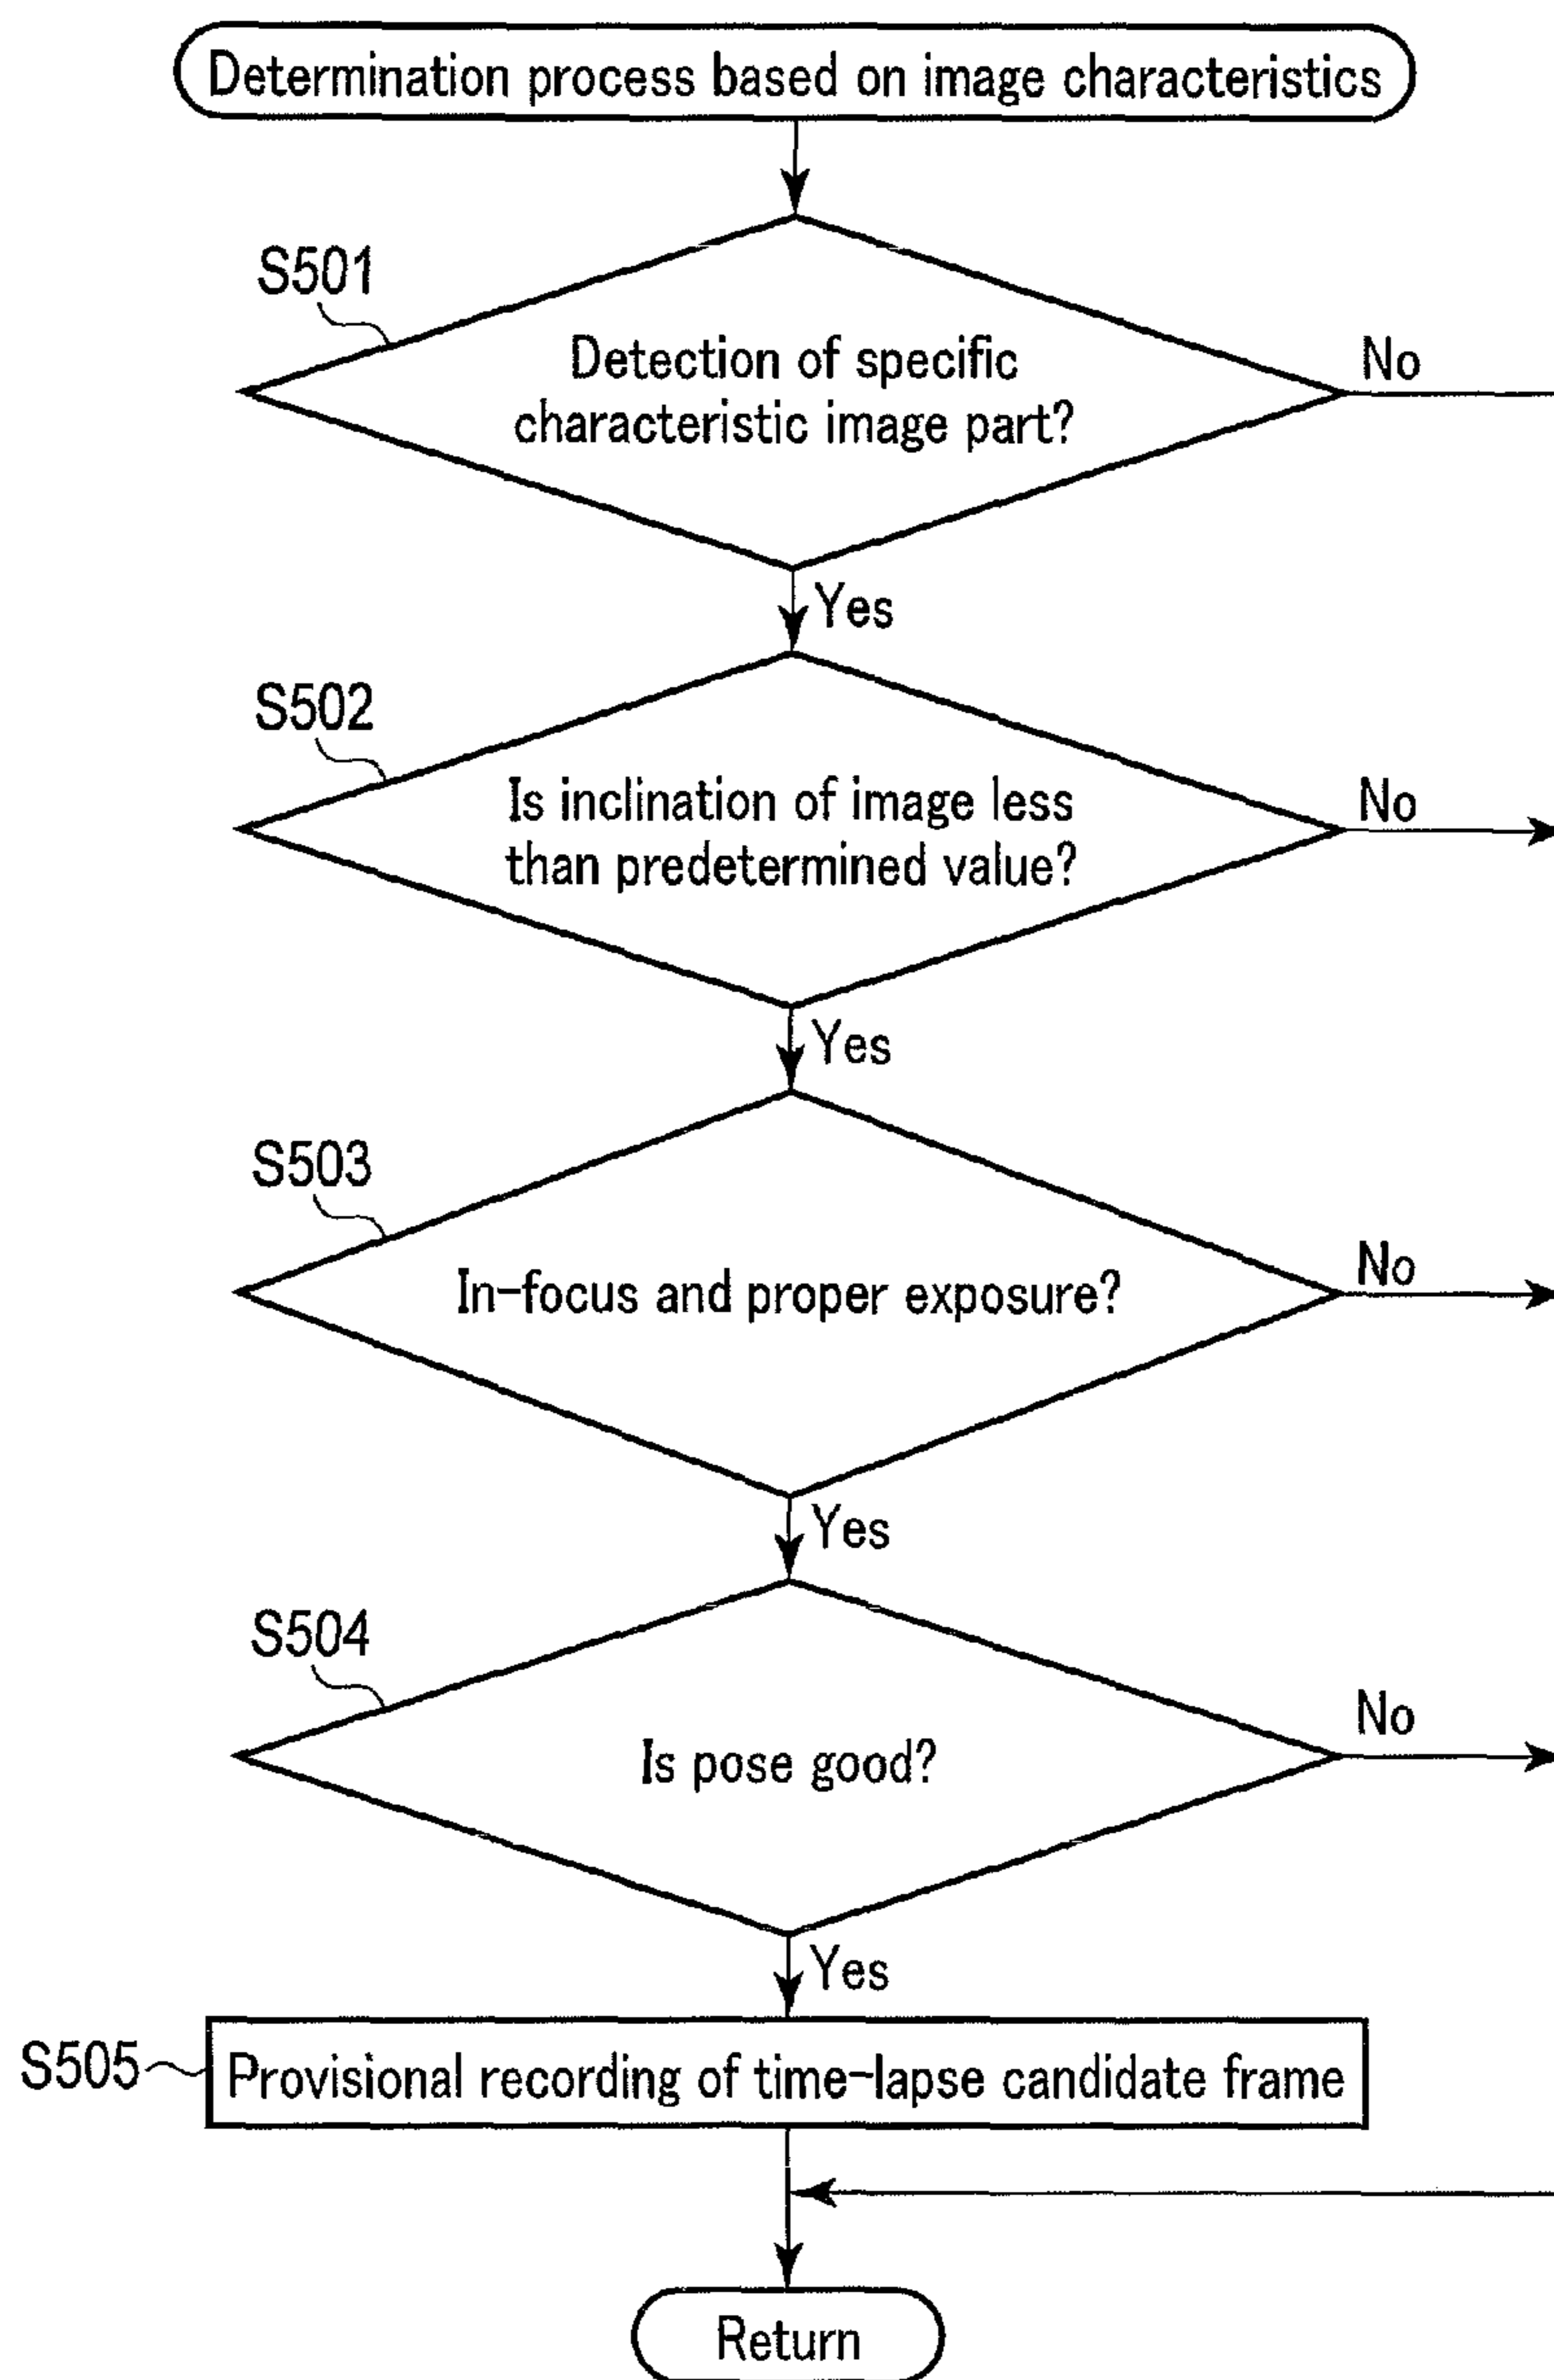 Determination process based on image characteristics
S501
Detection of specific
characteristic image part?
No
Yes
S502
Is inclination of image less
than predetermined value?
No
Yes
S503
In-focus and proper exposure?
No
Yes
S504
Is pose good?
No
Yes
S505
Provisional recording of time-lapse candidate frame
Return